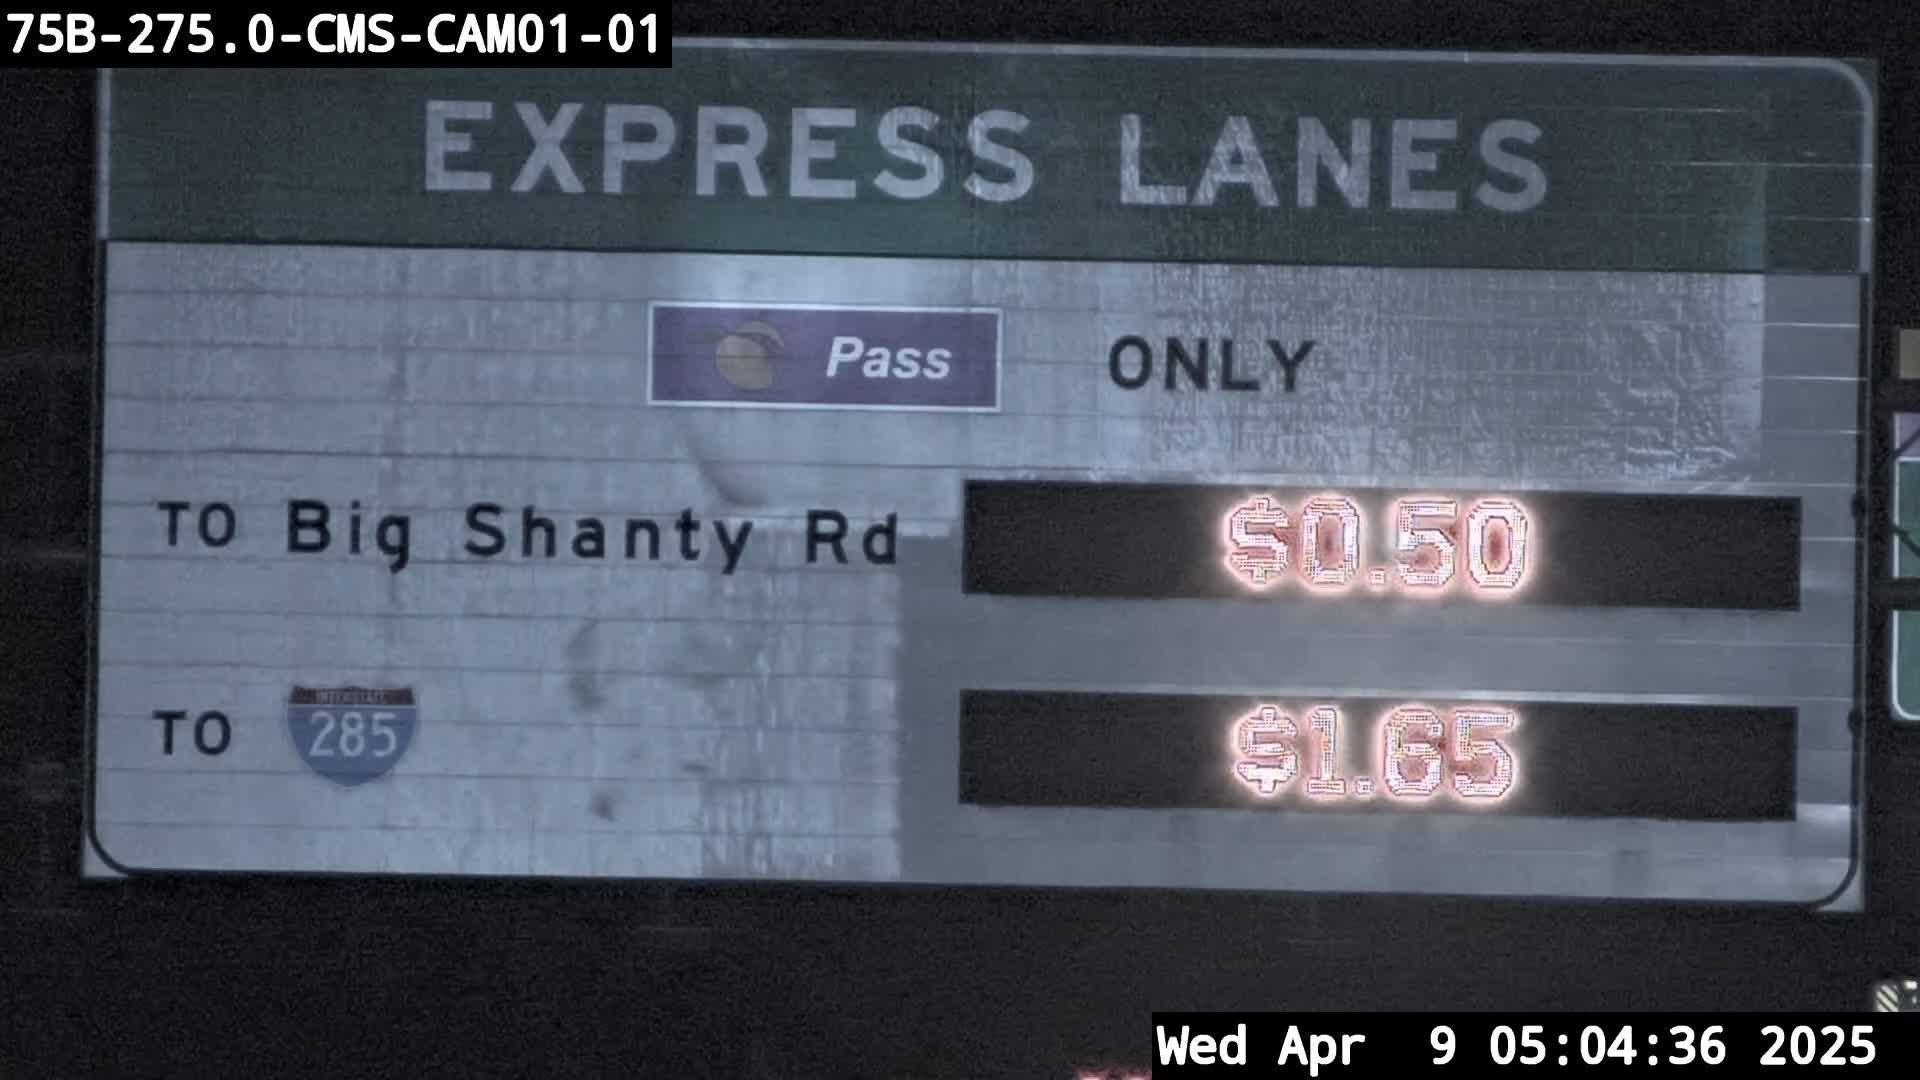 75B-275.0-CMS-CAM01-01
EXPRESS LANES
Pass ONLY
TO Big Shanty Rd $0.50
INTERSTATE
TO 285 $1.65
Wed Apr 9 05:04:36 2025